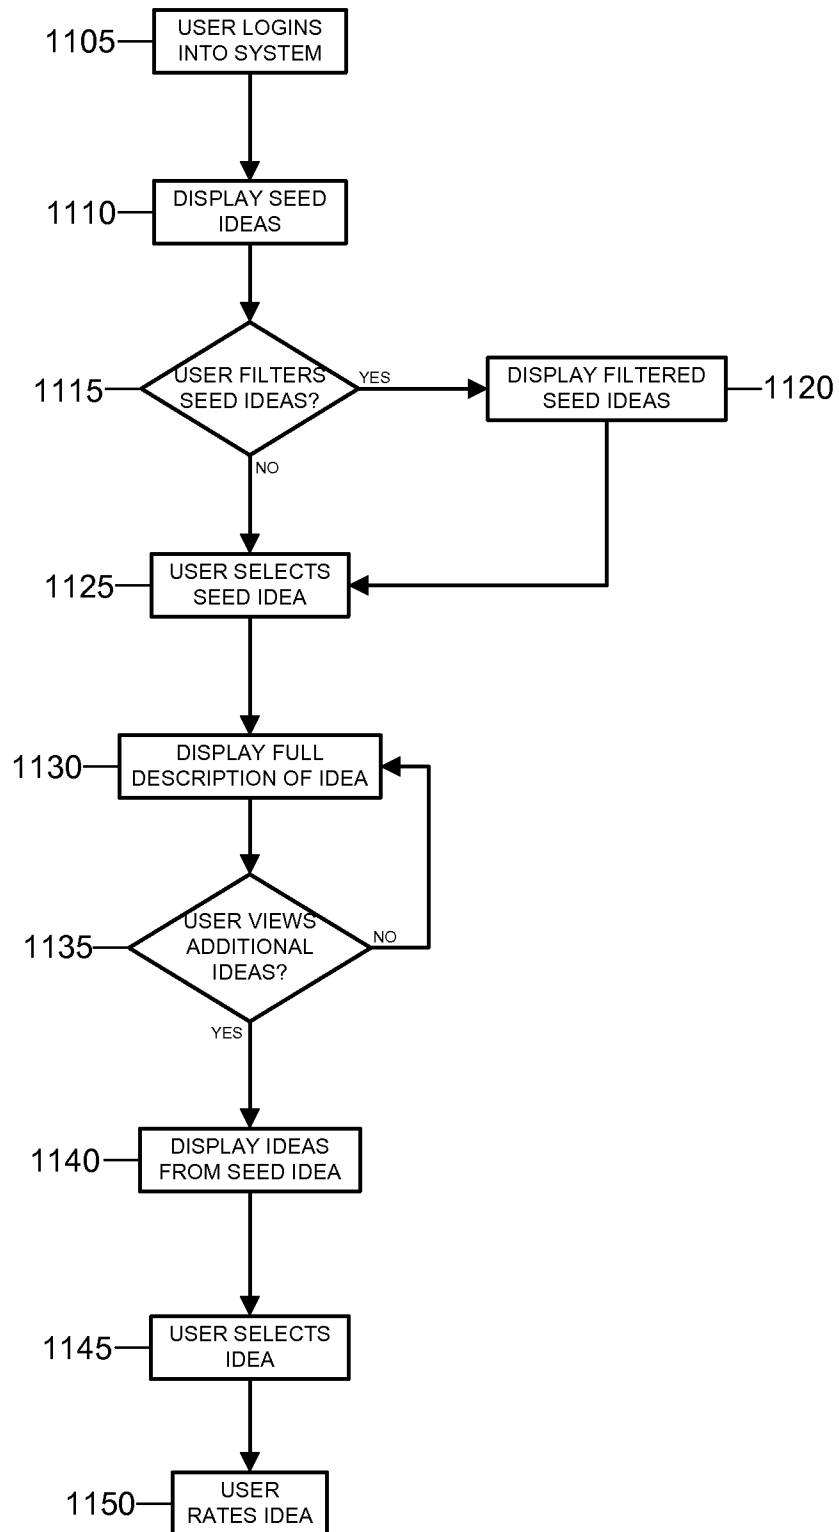 1105
USER LOGINS
INTO SYSTEM
1110
DISPLAY SEED
IDEAS
1115
USER FILTERS
SEED IDEAS?
YES
DISPLAY FILTERED
SEED IDEAS
1120
NO
1125
USER SELECTS
SEED IDEA
1130
DISPLAY FULL
DESCRIPTION OF IDEA
1135
USER VIEWS
ADDITIONAL
IDEAS?
NO
YES
1140
DISPLAY IDEAS
FROM SEED IDEA
1145
USER SELECTS
IDEA
1150
USER
RATES IDEA